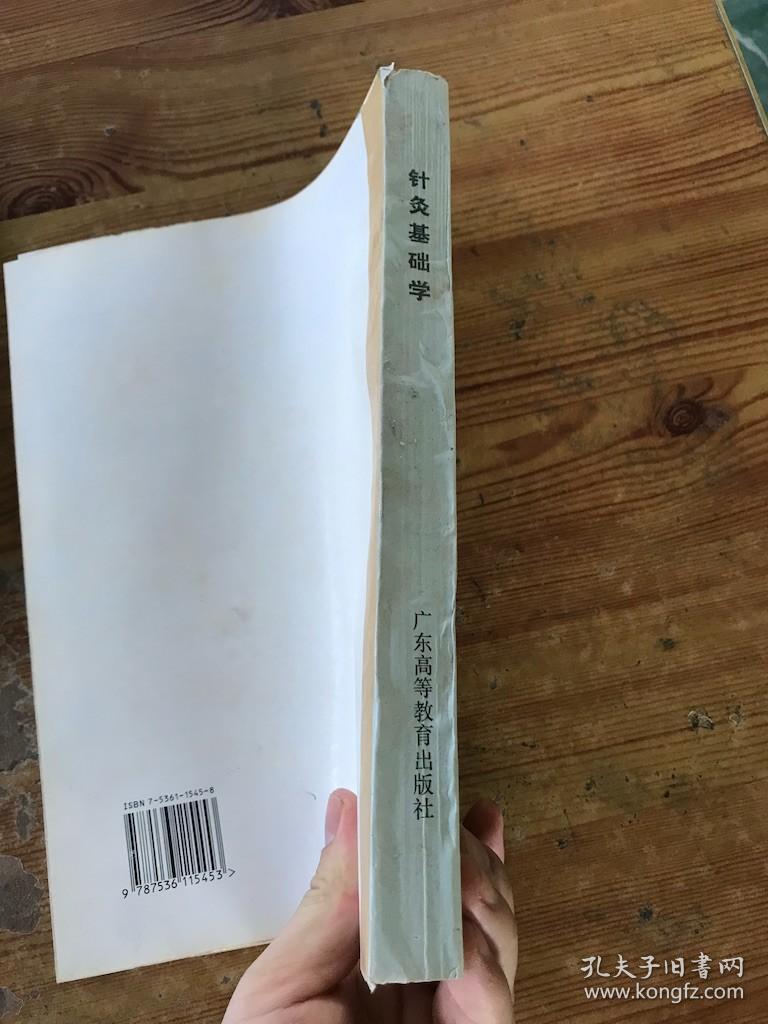 针灸基础学
广东高等教育出版社
ISBN 7-5361-1545-8
9 787536 115453 >
孔夫子旧書网
www.kongfz.com